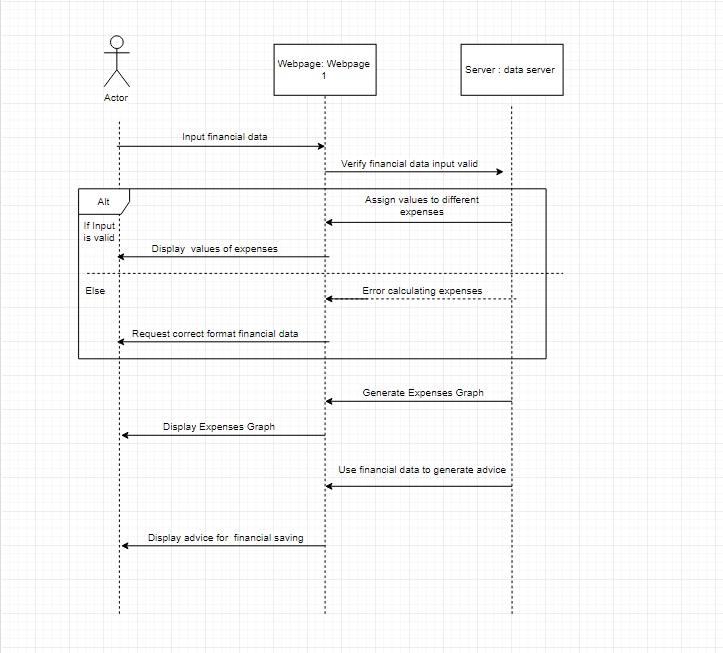 Webpage: Webpage
1
Server : data server
Actor
Input financial data
Verify financial data input valid
Alt
Assign values to different
expenses
If Input
is valid
Display values of expenses
Else
Error calculating expenses
Request correct format financial data
Generate Expenses Graph
Display Expenses Graph
Use financial data to generate advice
Display advice for financial saving